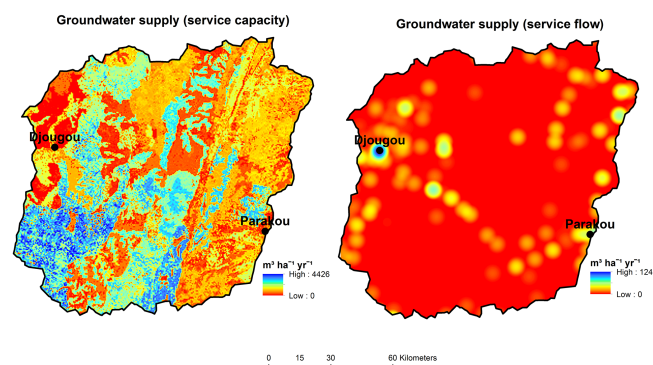 Groundwater supply (service capacity)
Groundwater supply (service flow)
Djougou
Parakou
m³ ha⁻¹ yr⁻¹
High : 4426
Low : 0
Djougou
Parakou
m³ ha⁻¹ yr⁻¹
High : 124
Low : 0
0 15 30 60 Kilometers